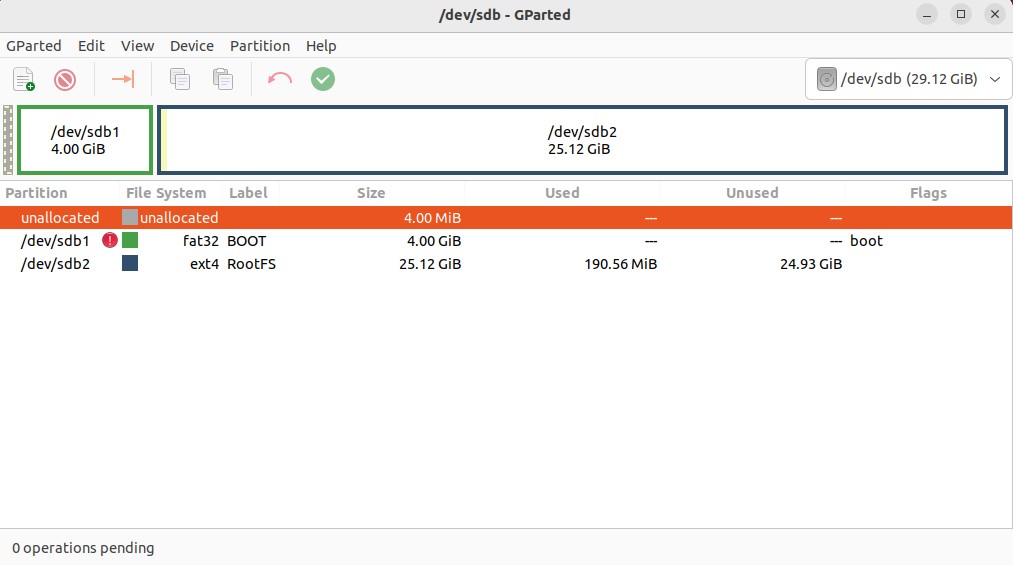 /dev/sdb - GParted
GParted Edit View Device Partition Help
/dev/sdb (29.12 GiB)
/dev/sdb1
4.00 GiB
/dev/sdb2
25.12 GiB
Partition File System Label Size Used Unused Flags
unallocated unallocated 4.00 MiB --- ---
/dev/sdb1 fat32 BOOT 4.00 GiB --- --- boot
/dev/sdb2 ext4 RootFS 25.12 GiB 190.56 MiB 24.93 GiB
0 operations pending